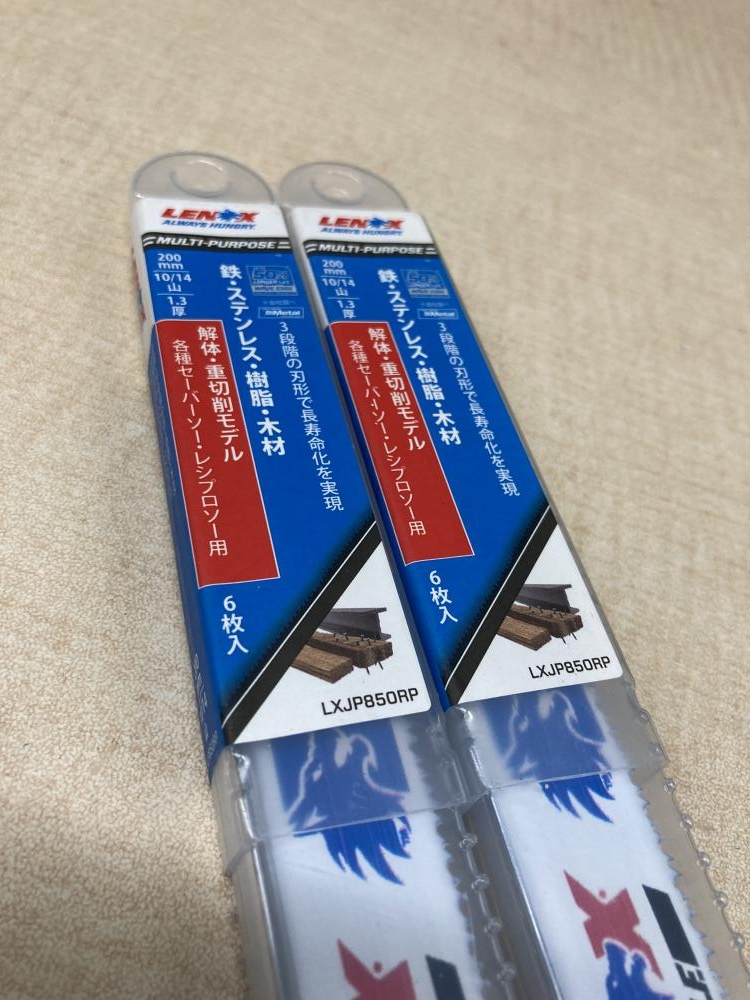 LENOX
ALWAYS HUNGRY.
MULTI-PURPOSE
200
mm
10/14
山
1.3
厚
50%
BiMetal
鉄・ステンレス・樹脂・木材
3段階の刃形で長寿命化を実現
解体・重切削モデル
各種セーバーソー・レシプロソー用
6枚入
LXJP850RP
LENOX
ALWAYS HUNGRY.
MULTI-PURPOSE
200
mm
10/14
山
1.3
厚
50%
BiMetal
鉄・ステンレス・樹脂・木材
3段階の刃形で長寿命化を実現
解体・重切削モデル
各種セーバーソー・レシプロソー用
6枚入
LXJP850RP